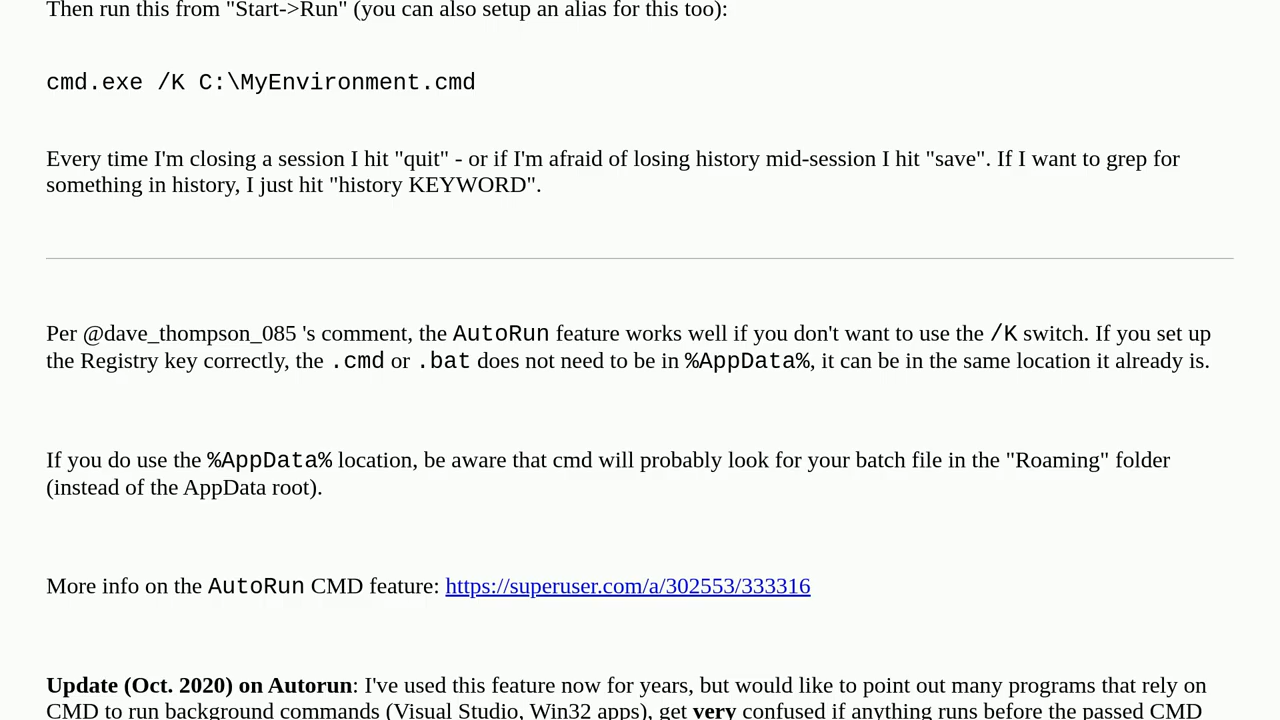 Then run this from "Start->Run" (you can also setup an alias for this too):
cmd.exe /K C:\MyEnvironment.cmd
Every time I'm closing a session I hit "quit" - or if I'm afraid of losing history mid-session I hit "save". If I want to grep for
something in history, I just hit "history KEYWORD".
Per @dave_thompson_085 's comment, the AutoRun feature works well if you don't want to use the /K switch. If you set up
the Registry key correctly, the .cmd or .bat does not need to be in %AppData%, it can be in the same location it already is.
If you do use the %AppData% location, be aware that cmd will probably look for your batch file in the "Roaming" folder
(instead of the AppData root).
More info on the AutoRun CMD feature: https://superuser.com/a/302553/333316
Update (Oct. 2020) on Autorun: I've used this feature now for years, but would like to point out many programs that rely on
CMD to run background commands (Visual Studio, Win32 apps), get very confused if anything runs before the passed CMD